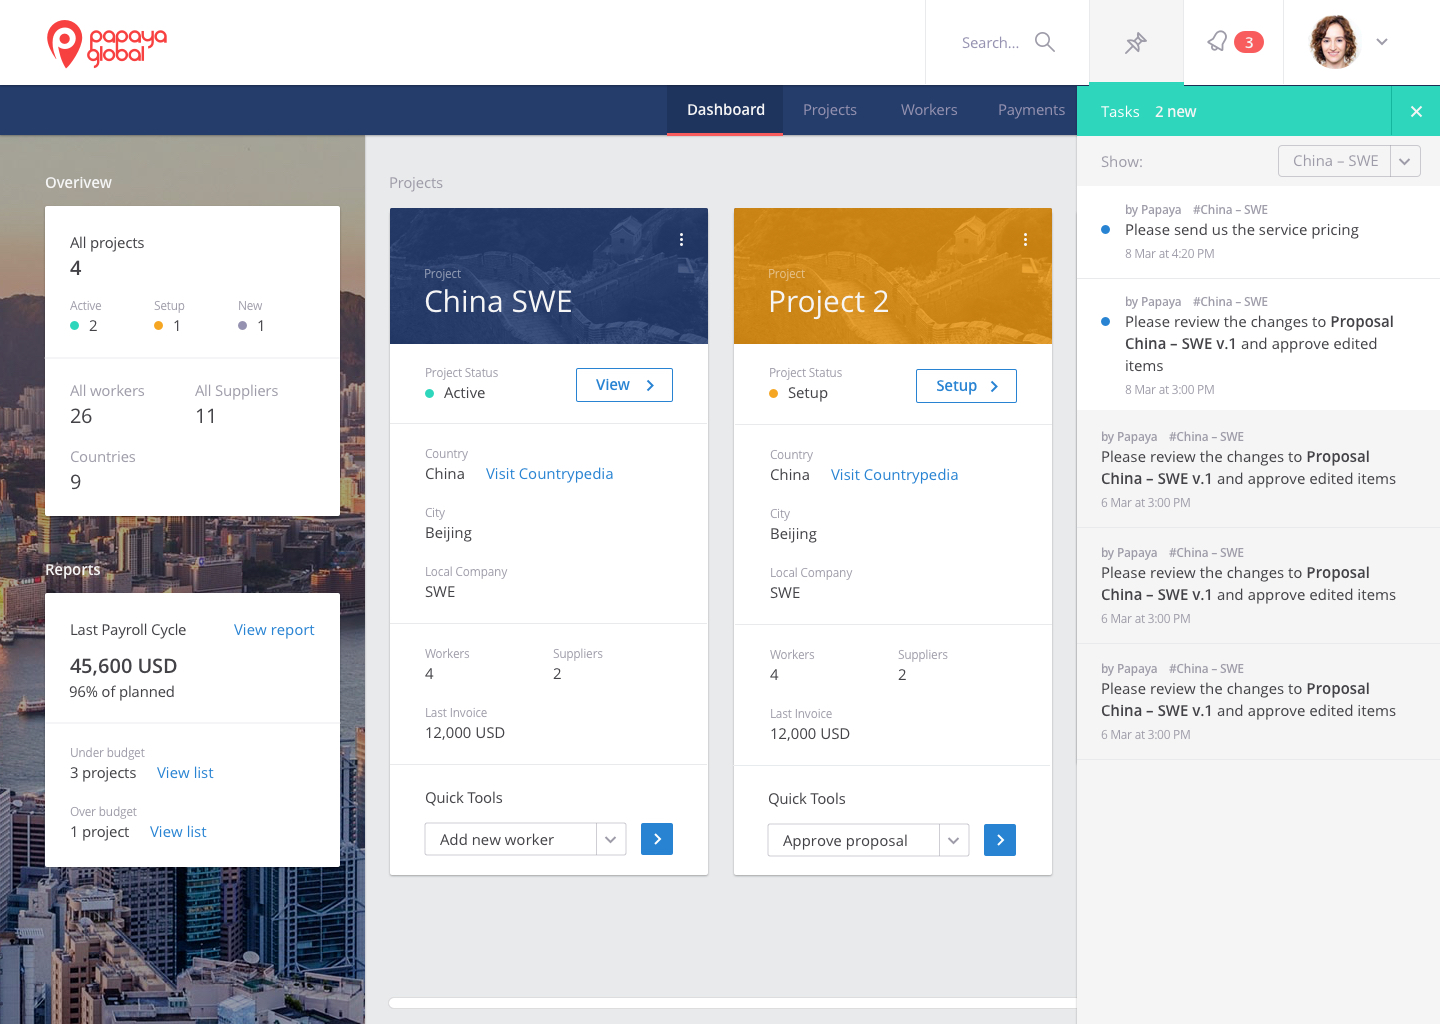 papaya
global
Search...
3
Dashboard
Projects
Workers
Payments
Tasks 2 new
Overivew
All projects
4
Active
Setup
New
2
1
1
All workers
All Suppliers
26
11
Countries
9
Reports
Last Payroll Cycle
View report
45,600 USD
96% of planned
Under budget
3 projects View list
Over budget
1 project View list
Projects
Project
China SWE
Project Status
Active
View
Country
China Visit Countrypedia
City
Beijing
Local Company
SWE
Workers
Suppliers
4
2
Last Invoice
12,000 USD
Quick Tools
Add new worker
Project
Project 2
Project Status
Setup
Setup
Country
China Visit Countrypedia
City
Beijing
Local Company
SWE
Workers
Suppliers
4
2
Last Invoice
12,000 USD
Quick Tools
Approve proposal
Show:
China – SWE
by Papaya #China – SWE
Please send us the service pricing
8 Mar at 4:20 PM
by Papaya #China – SWE
Please review the changes to Proposal
China – SWE v.1 and approve edited
items
8 Mar at 3:00 PM
by Papaya #China – SWE
Please review the changes to Proposal
China – SWE v.1 and approve edited items
6 Mar at 3:00 PM
by Papaya #China – SWE
Please review the changes to Proposal
China – SWE v.1 and approve edited items
6 Mar at 3:00 PM
by Papaya #China – SWE
Please review the changes to Proposal
China – SWE v.1 and approve edited items
6 Mar at 3:00 PM